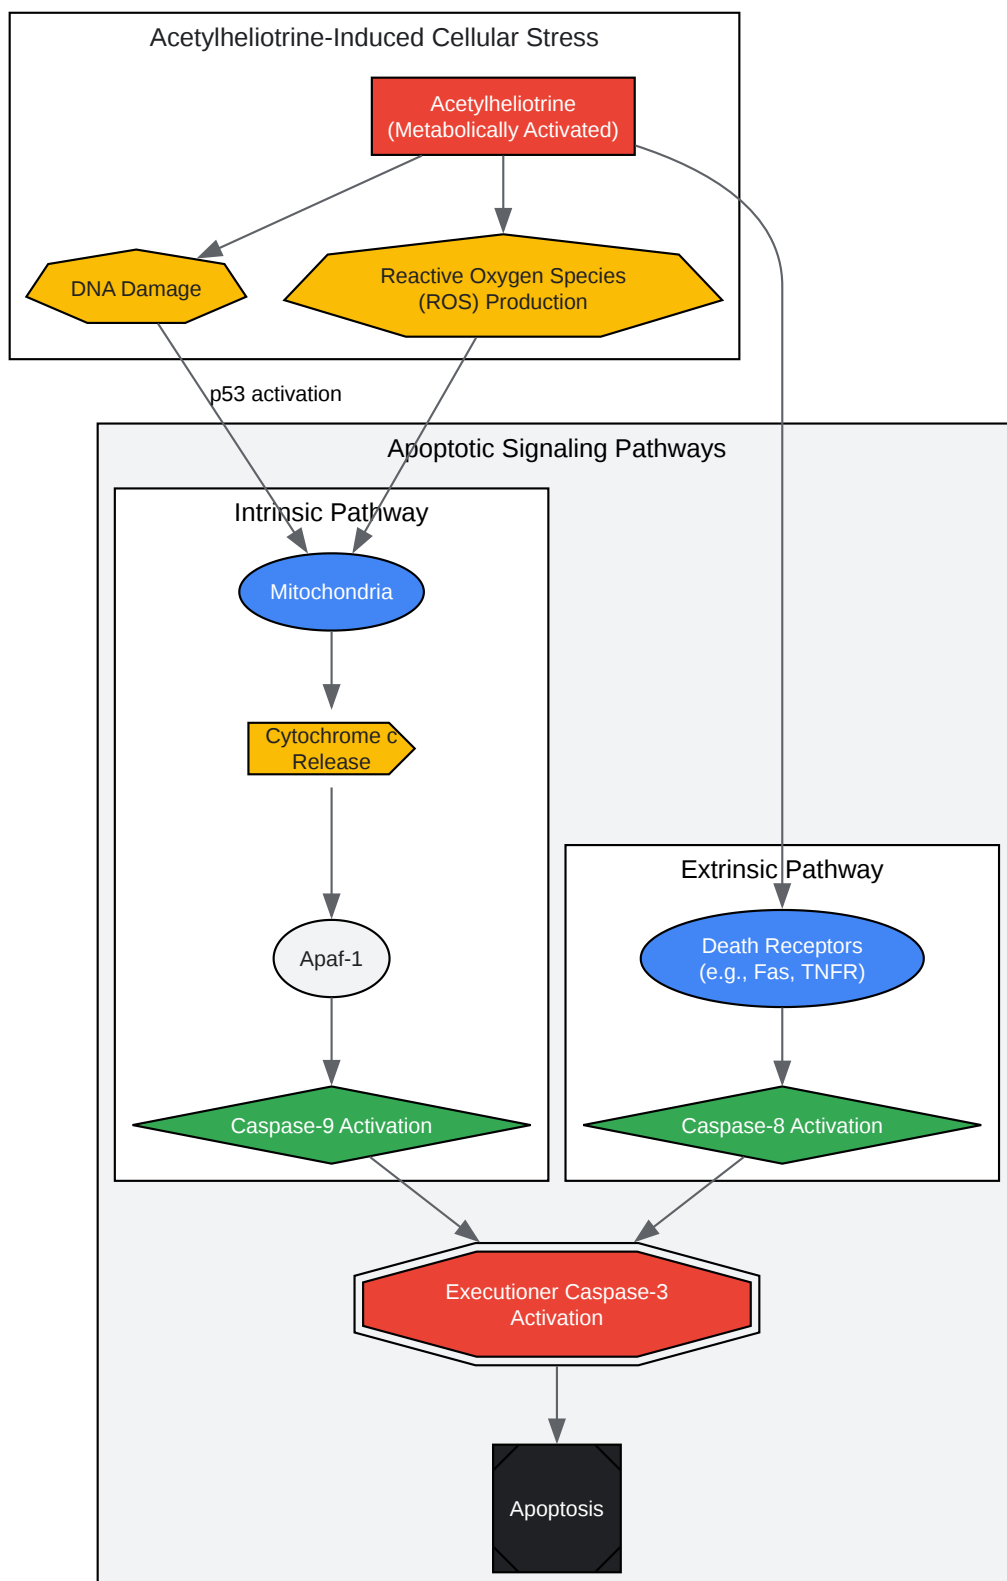 Acetylheliotrine-Induced Cellular Stress
Acetylheliotrine
(Metabolically Activated)
DNA Damage
Reactive Oxygen Species
(ROS) Production
p53 activation
Apoptotic Signaling Pathways
Intrinsic Pathway
Mitochondria
Cytochrome c
Release
Apaf-1
Caspase-9 Activation
Extrinsic Pathway
Death Receptors
(e.g., Fas, TNFR)
Caspase-8 Activation
Executioner Caspase-3
Activation
Apoptosis